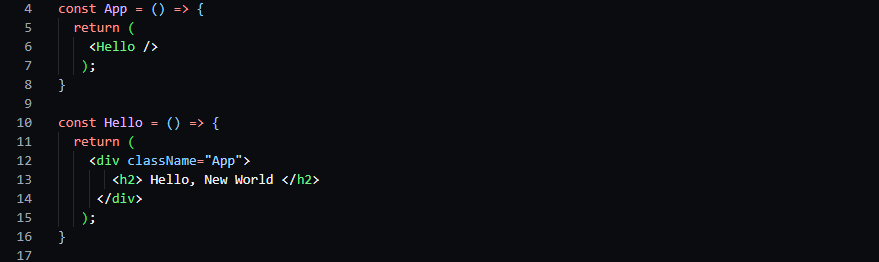 4 const App = () => {
5 return (
6 <Hello />
7 );
8 }
9
10 const Hello = () => {
11 return (
12 <div className="App">
13 <h2> Hello, New World </h2>
14 </div>
15 );
16 }
17